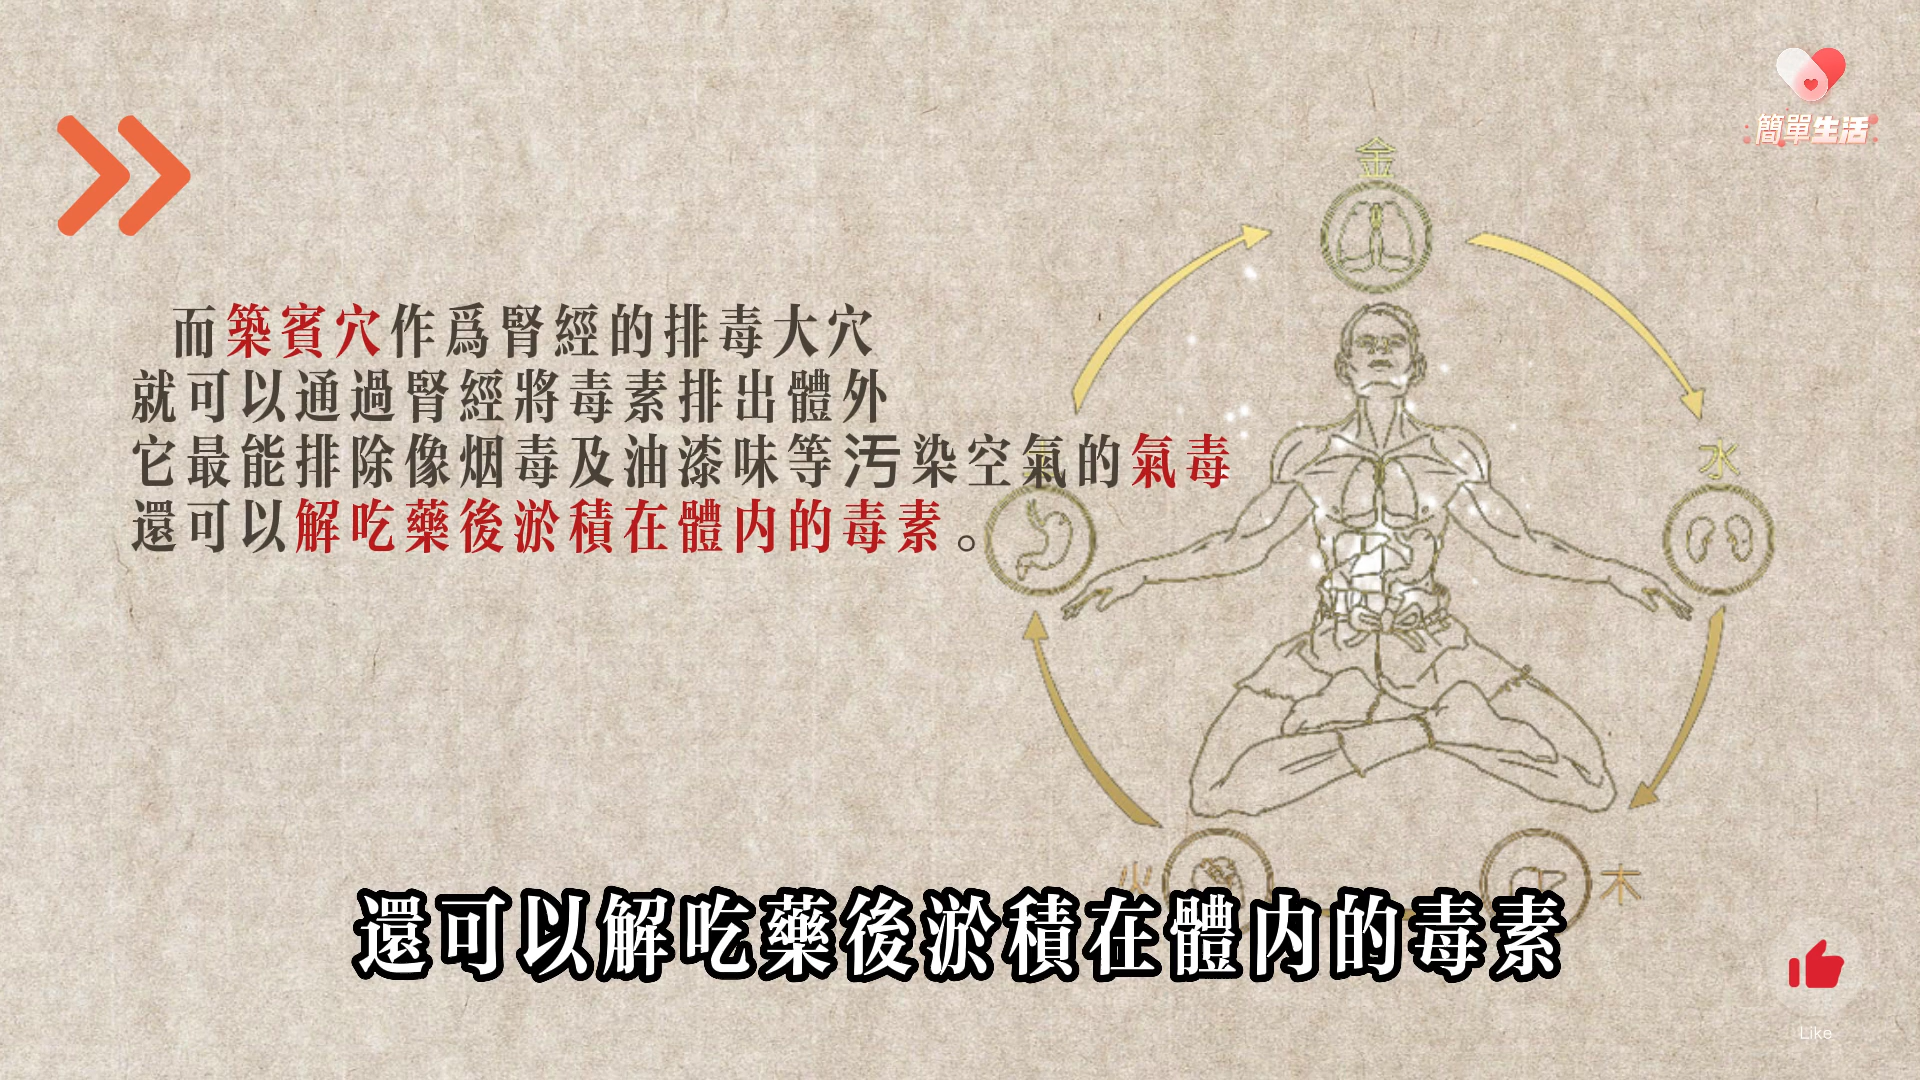 簡單生活
金
而築賓穴作爲腎經的排毒大穴
就可以通過腎經將毒素排出體外
它最能排除像烟毒及油漆味等污染空氣的氣毒
還可以解吃藥後淤積在體内的毒素。
水
火
木
還可以解吃藥後淤積在體内的毒素
Like